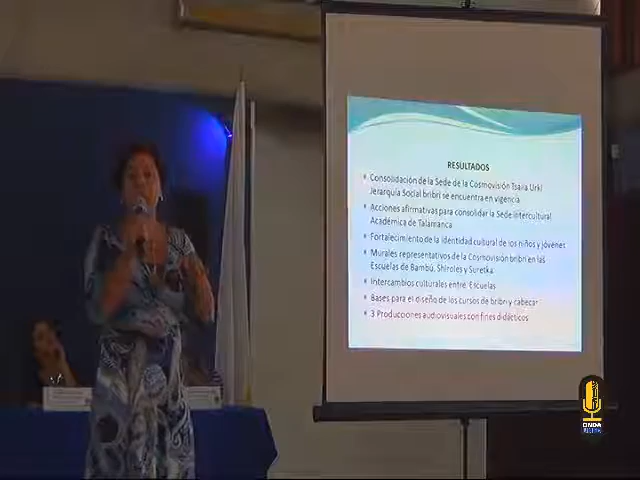 RESULTADOS
Consolidación de la Sede de la Cosmovisión Tsaira Urki
Jerarquía Social bribri se encuentra en vigencia
Acciones afirmativas para consolidar la Sede Intercultural
Académica de Talamanca
Fortalecimiento de la identidad cultural de los niños y jóvenes
Murales representativos de la Cosmovisión bribri en las
Escuelas de Bambú, Shiroles y Suretka
Intercambios culturales entre Escuelas
Bases para el diseño de los cursos de bribri y cabecar
3 Producciones audiovisuales con fines didácticos
ONDA